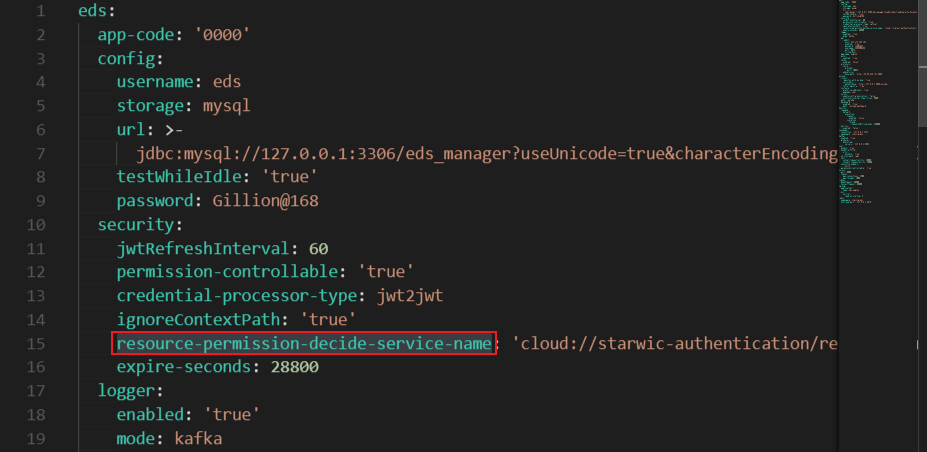 1 eds:
2 app-code: '0000'
3 config:
4 username: eds
5 storage: mysql
6 url: >-
7 jdbc:mysql://127.0.0.1:3306/eds_manager?useUnicode=true&characterEncoding
8 testWhileIdle: 'true'
9 password: Gillion@168
10 security:
11 jwtRefreshInterval: 60
12 permission-controllable: 'true'
13 credential-processor-type: jwt2jwt
14 ignoreContextPath: 'true'
15 resource-permission-decide-service-name: 'cloud://starwic-authentication/re
16 expire-seconds: 28800
17 logger:
18 enabled: 'true'
19 mode: kafka